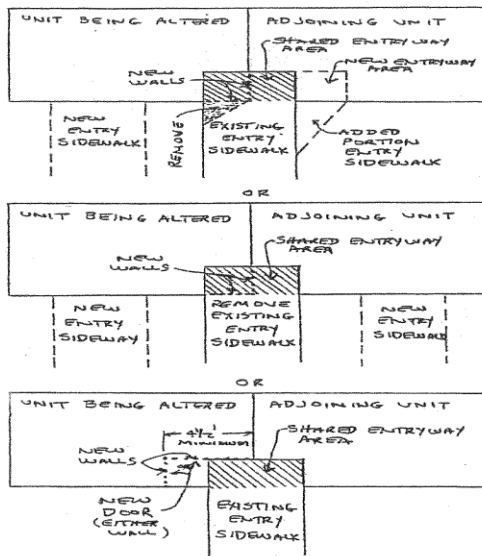 UNIT BEING ALTERED
ADJOINING UNIT
SHARED ENTRYWAY
AREA
NEW
WALLS
NEW ENTRYWAY
AREA
NEW
ENTRY
SIDEWALK
REMOVE
EXISTING
ENTRY
SIDEWALK
ADDED
PORTION
ENTRY
SIDEWALK
OR
UNIT BEING ALTERED
ADJOINING UNIT
NEW
WALLS
SHARED ENTRYWAY
AREA
NEW
ENTRY
SIDEWAY
REMOVE
EXISTING
ENTRY
SIDEWALK
NEW
ENTRY
SIDEWALK
OR
UNIT BEING ALTERED
ADJOINING UNIT
4½'
MINIMUM
SHARED ENTRYWAY
AREA
NEW
WALLS
NEW
DOOR
(EITHER
WALL)
EXISTING
ENTRY
SIDEWALK